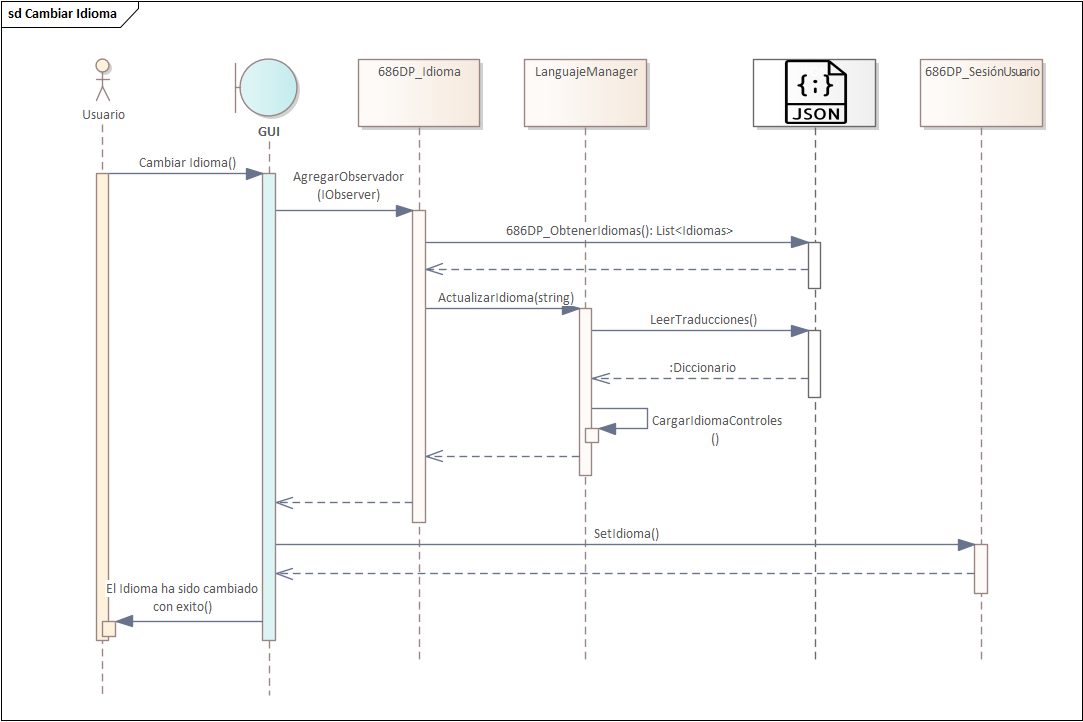 sd Cambiar Idioma
Usuario
GUI
686DP_Idioma
LanguajeManager
{;}
JSON
686DP_SesiónUsuario
Cambiar Idioma()
AgregarObservador
(IObserver)
686DP_ObtenerIdiomas(): List<Idiomas>
ActualizarIdioma(string)
LeerTraducciones()
:Diccionario
CargarIdiomaControles
()
SetIdioma()
El Idioma ha sido cambiado
con exito()